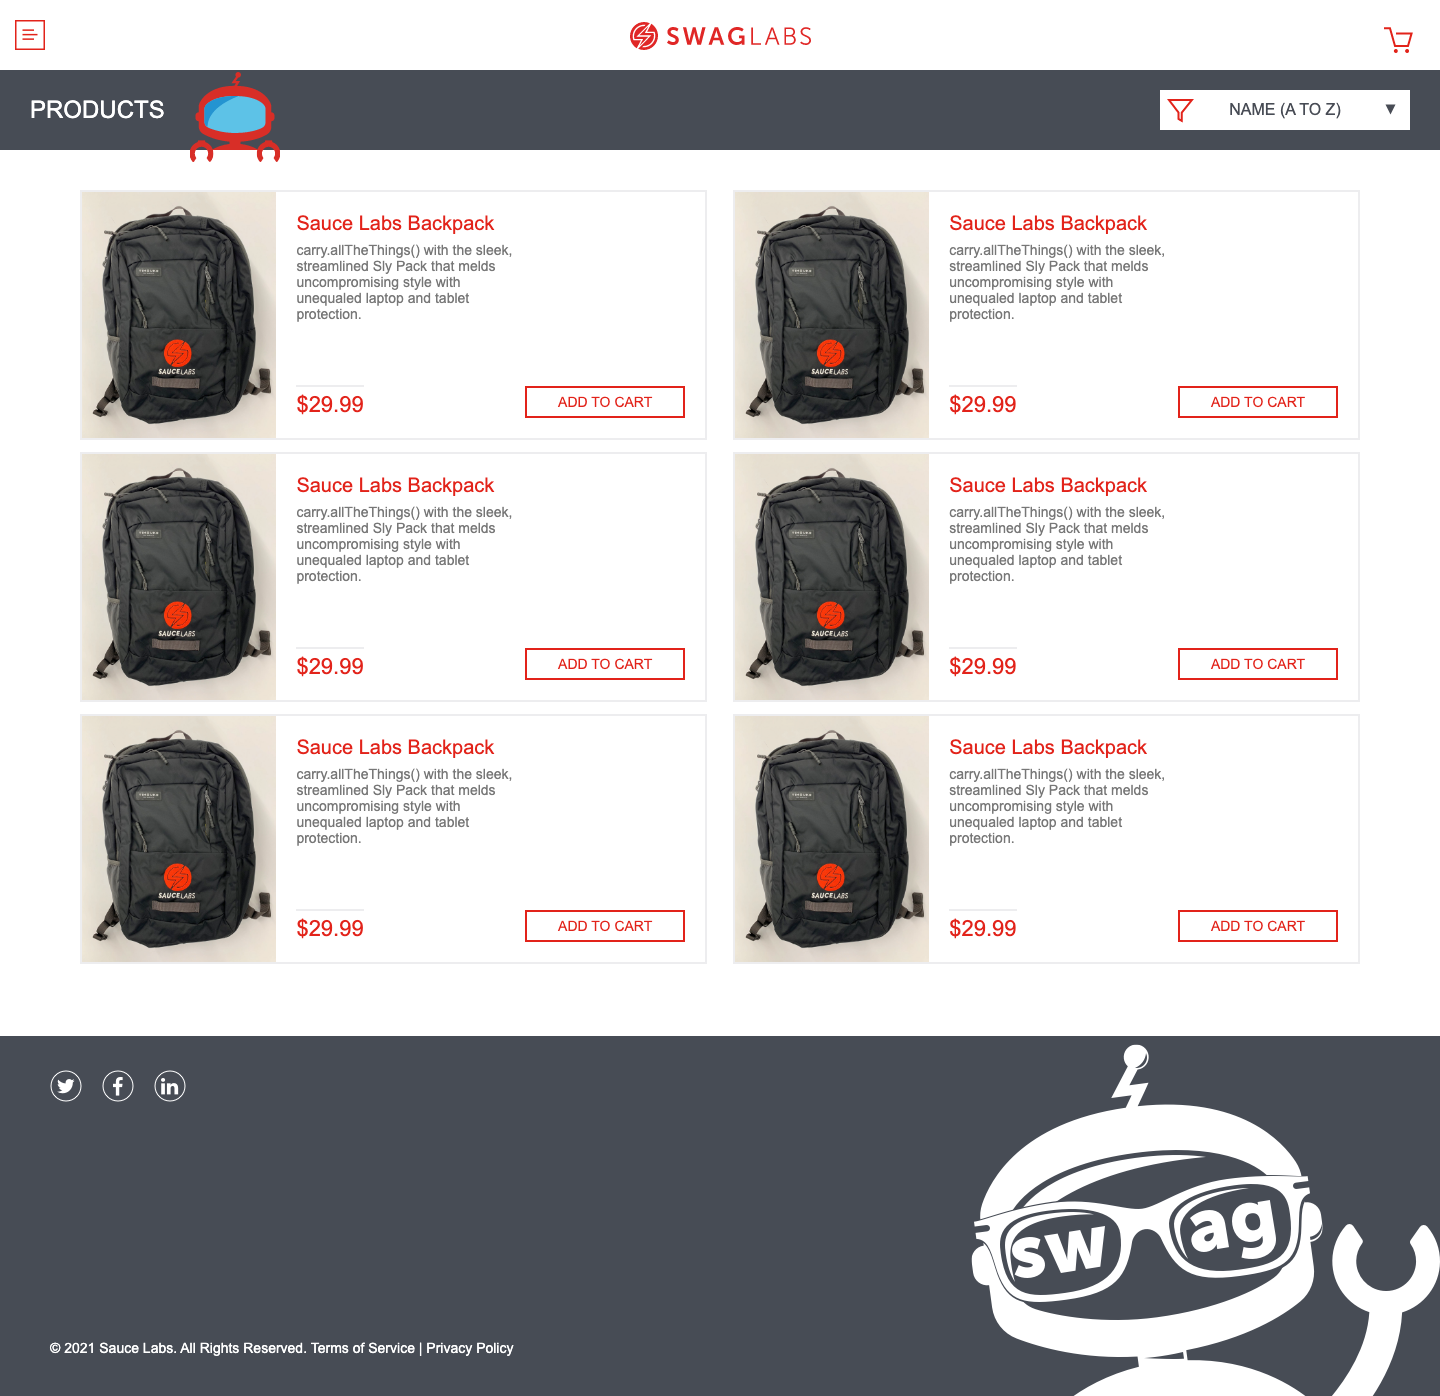 SWAGLABS
PRODUCTS
NAME (A TO Z)
Sauce Labs Backpack
carry.allTheThings() with the sleek,
streamlined Sly Pack that melds
uncompromising style with
unequaled laptop and tablet
protection.
SAUCELABS
$29.99
ADD TO CART
Sauce Labs Backpack
carry.allTheThings() with the sleek,
streamlined Sly Pack that melds
uncompromising style with
unequaled laptop and tablet
protection.
SAUCELABS
$29.99
ADD TO CART
Sauce Labs Backpack
carry.allTheThings() with the sleek,
streamlined Sly Pack that melds
uncompromising style with
unequaled laptop and tablet
protection.
SAUCELABS
$29.99
ADD TO CART
Sauce Labs Backpack
carry.allTheThings() with the sleek,
streamlined Sly Pack that melds
uncompromising style with
unequaled laptop and tablet
protection.
SAUCELABS
$29.99
ADD TO CART
Sauce Labs Backpack
carry.allTheThings() with the sleek,
streamlined Sly Pack that melds
uncompromising style with
unequaled laptop and tablet
protection.
SAUCELABS
$29.99
ADD TO CART
Sauce Labs Backpack
carry.allTheThings() with the sleek,
streamlined Sly Pack that melds
uncompromising style with
unequaled laptop and tablet
protection.
SAUCELABS
$29.99
ADD TO CART
f
in
sw ag
© 2021 Sauce Labs. All Rights Reserved. Terms of Service | Privacy Policy